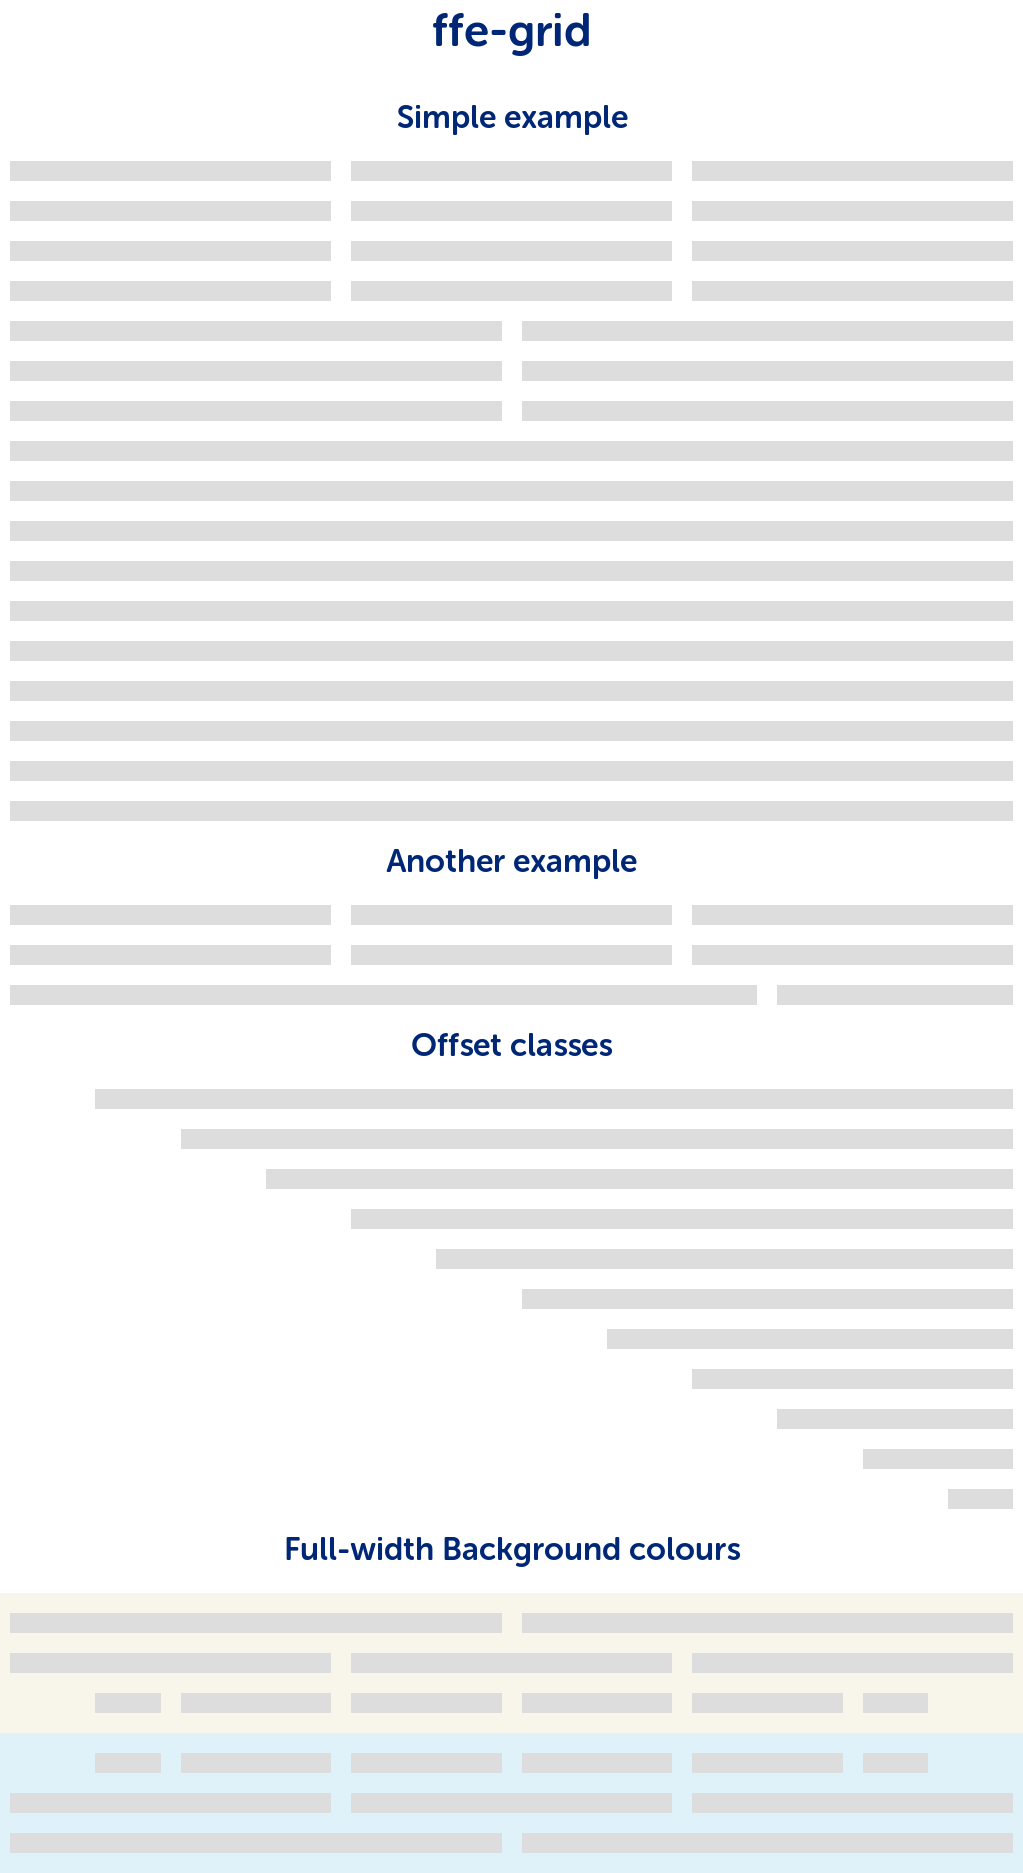 ffe-grid
Simple example
Another example
Offset classes
Full-width Background colours